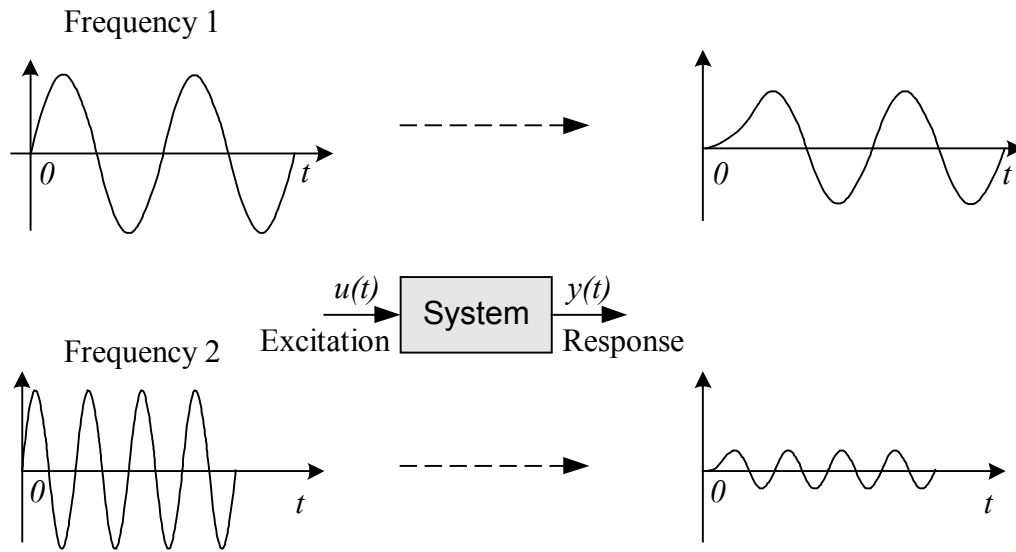 Frequency 1
0
t
0
t
u(t)
System
y(t)
Excitation
Response
Frequency 2
0
t
0
t